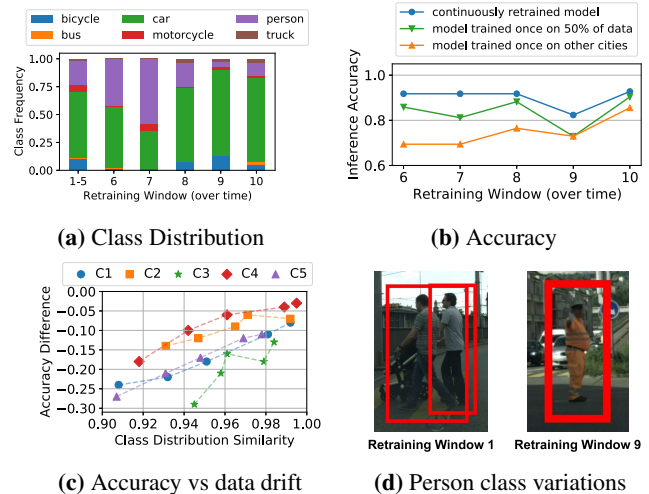 bicycle car person
bus motorcycle truck
1.00
0.75
0.50
0.25
0.00
Class Frequency
1-5 6 7 8 9 10
Retraining Window (over time)
(a) Class Distribution
continuously retrained model
model trained once on 50% of data
model trained once on other cities
1.0
0.8
0.6
Inference Accuracy
6 7 8 9 10
Retraining Window (over time)
(b) Accuracy
C1 C2 C3 C4 C5
0.00
−0.05
−0.10
−0.15
−0.20
−0.25
−0.30
Accuracy Difference
0.90 0.92 0.94 0.96 0.98 1.00
Class Distribution Similarity
(c) Accuracy vs data drift
Retraining Window 1 Retraining Window 9
(d) Person class variations